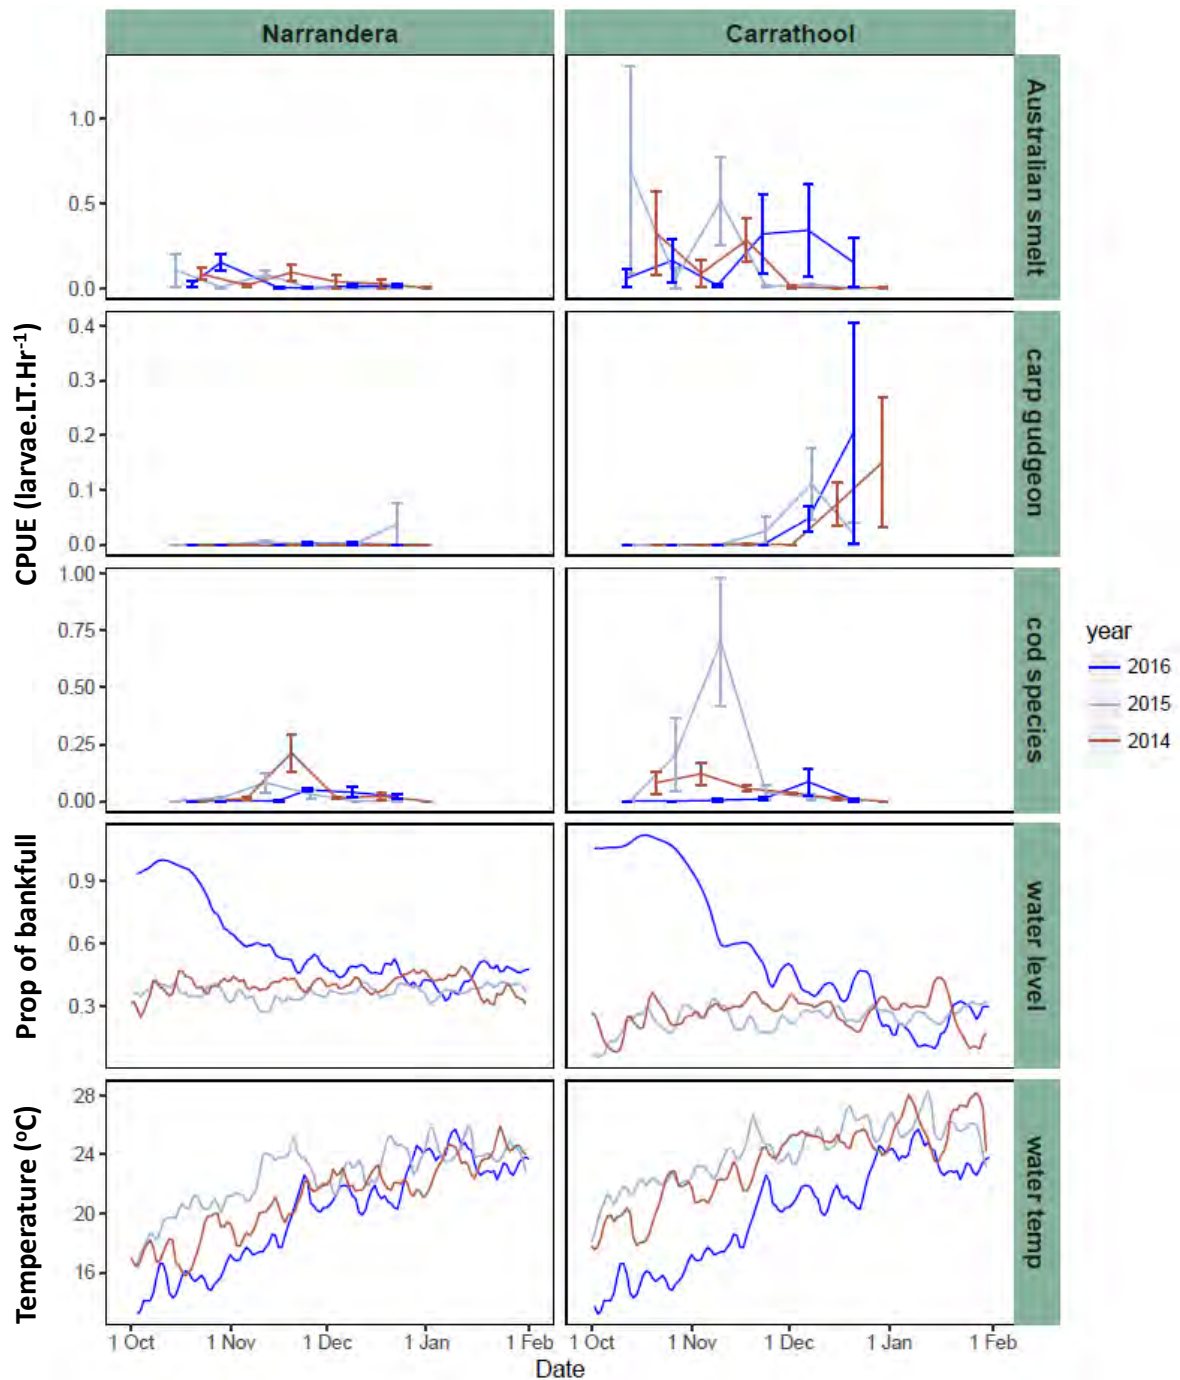 Narrandera
Carrathool
Australian smelt
1.0
0.5
0.0
CPUE (larvae.LT.Hr⁻¹)
carp gudgeon
0.4
0.3
0.2
0.1
0.0
cod species
1.00
0.75
0.50
0.25
0.00
year
2016
2015
2014
Prop of bankfull
water level
0.9
0.6
0.3
Temperature (ºC)
water temp
28
24
20
16
1 Oct
1 Nov
1 Dec
1 Jan
1 Feb
1 Oct
1 Nov
1 Dec
1 Jan
1 Feb
Date